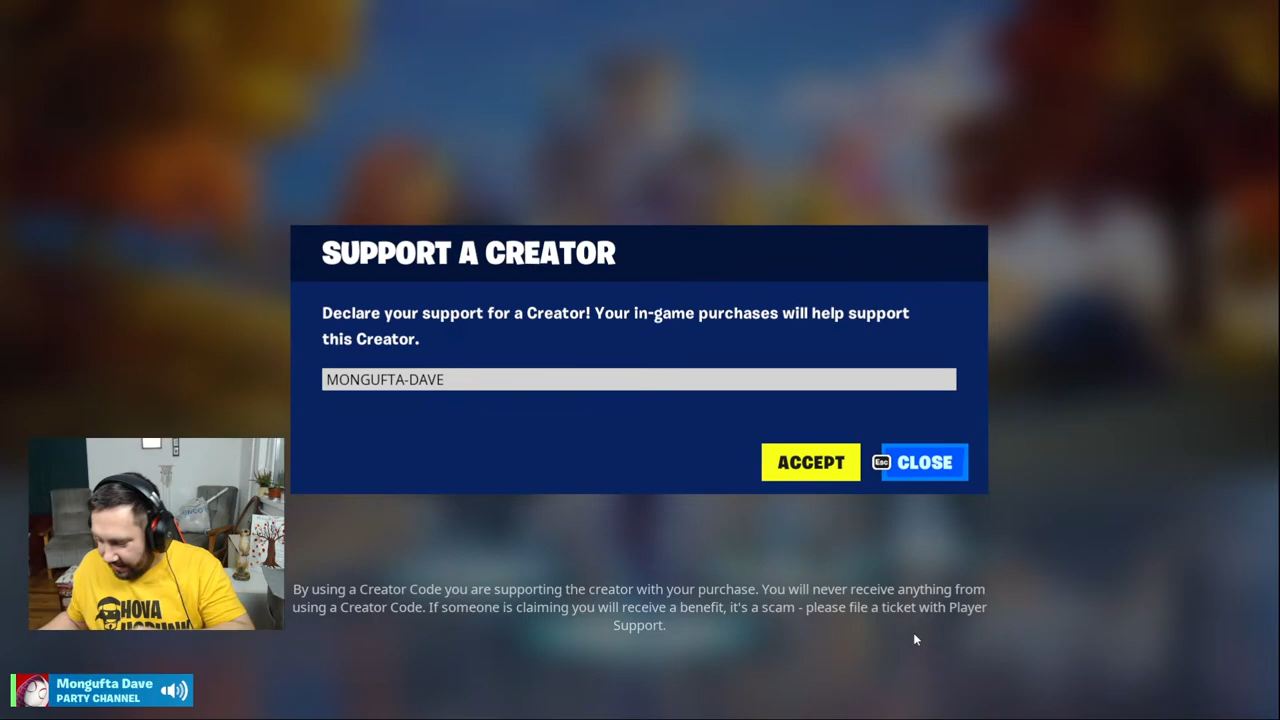 SUPPORT A CREATOR
Declare your support for a Creator! Your in-game purchases will help support
this Creator.
MONGUFTA-DAVE
ACCEPT
Esc CLOSE
By using a Creator Code you are supporting the creator with your purchase. You will never receive anything from
using a Creator Code. If someone is claiming you will receive a benefit, it's a scam - please file a ticket with Player
Support.
Mongufta Dave
PARTY CHANNEL